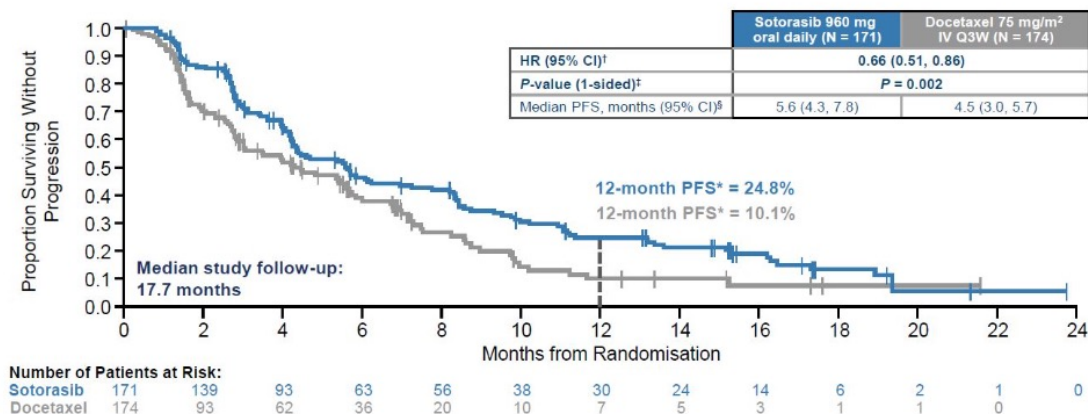 Sotorasib 960 mg
oral daily (N = 171)
Docetaxel 75 mg/m²
IV Q3W (N = 174)
HR (95% CI)†
0.66 (0.51, 0.86)
P-value (1-sided)‡
P = 0.002
Median PFS, months (95% CI)§
5.6 (4.3, 7.8)
4.5 (3.0, 5.7)
Proportion Surviving Without
Progression
1.0
0.9
0.8
0.7
0.6
0.5
0.4
0.3
0.2
0.1
0.0
12-month PFS* = 24.8%
12-month PFS* = 10.1%
Median study follow-up:
17.7 months
0 2 4 6 8 10 12 14 16 18 20 22 24
Months from Randomisation
Number of Patients at Risk:
Sotorasib 171 139 93 63 56 38 30 24 14 6 2 1 0
Docetaxel 174 93 62 36 20 10 7 5 3 1 1 0